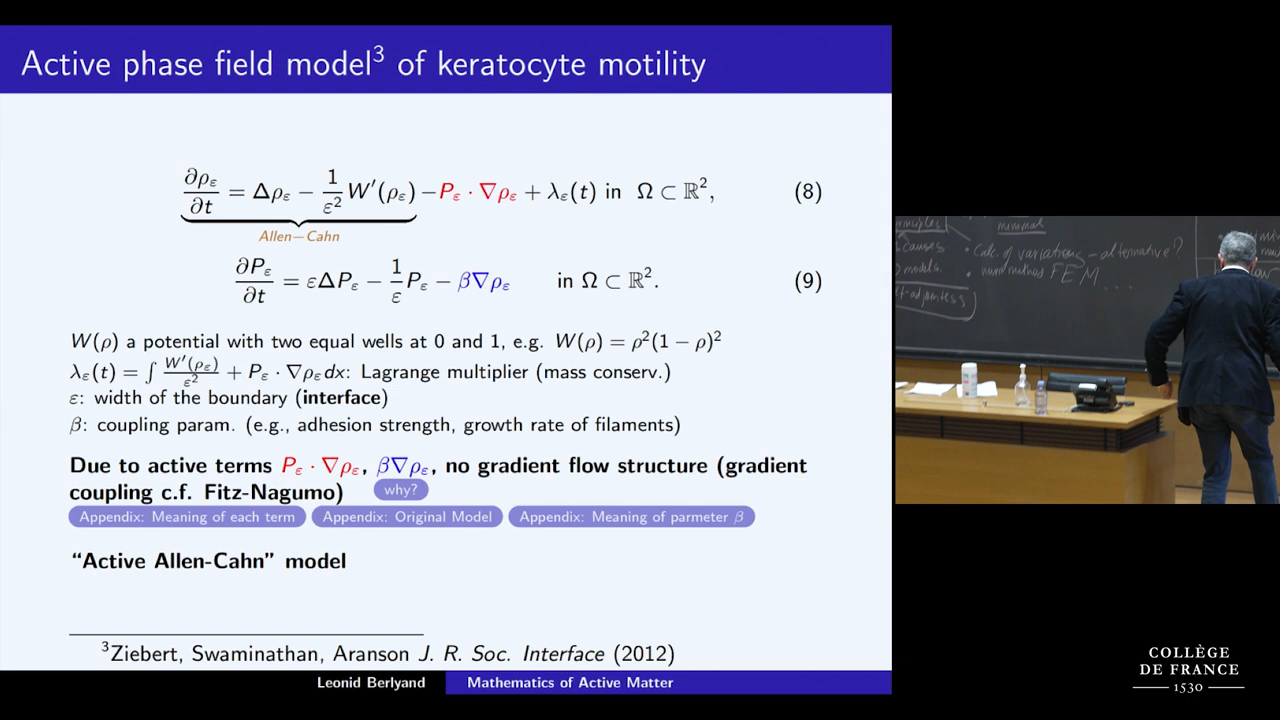 Active phase field model³ of keratocyte motility
∂ρ_ε/∂t = Δρ_ε − 1/ε² W′(ρ_ε) −P_ε · ∇ρ_ε + λ_ε(t) in Ω ⊂ ℝ², (8)
Allen−Cahn
∂P_ε/∂t = εΔP_ε − 1/ε P_ε − β∇ρ_ε in Ω ⊂ ℝ². (9)
W(ρ) a potential with two equal wells at 0 and 1, e.g. W(ρ) = ρ²(1 − ρ)²
λ_ε(t) = ∫ W′(ρ_ε)/ε² + P_ε · ∇ρ_ε dx: Lagrange multiplier (mass conserv.)
ε: width of the boundary (interface)
β: coupling param. (e.g., adhesion strength, growth rate of filaments)
Due to active terms P_ε · ∇ρ_ε, β∇ρ_ε, no gradient flow structure (gradient
coupling c.f. Fitz-Nagumo) why?
Appendix: Meaning of each term Appendix: Original Model Appendix: Meaning of parmeter β
“Active Allen-Cahn” model
³Ziebert, Swaminathan, Aranson J. R. Soc. Interface (2012)
Leonid Berlyand Mathematics of Active Matter
minimal
causes
• Calc. of variations – alternative?
models.
• num methods FEM ...
COLLÈGE
DE FRANCE
1530